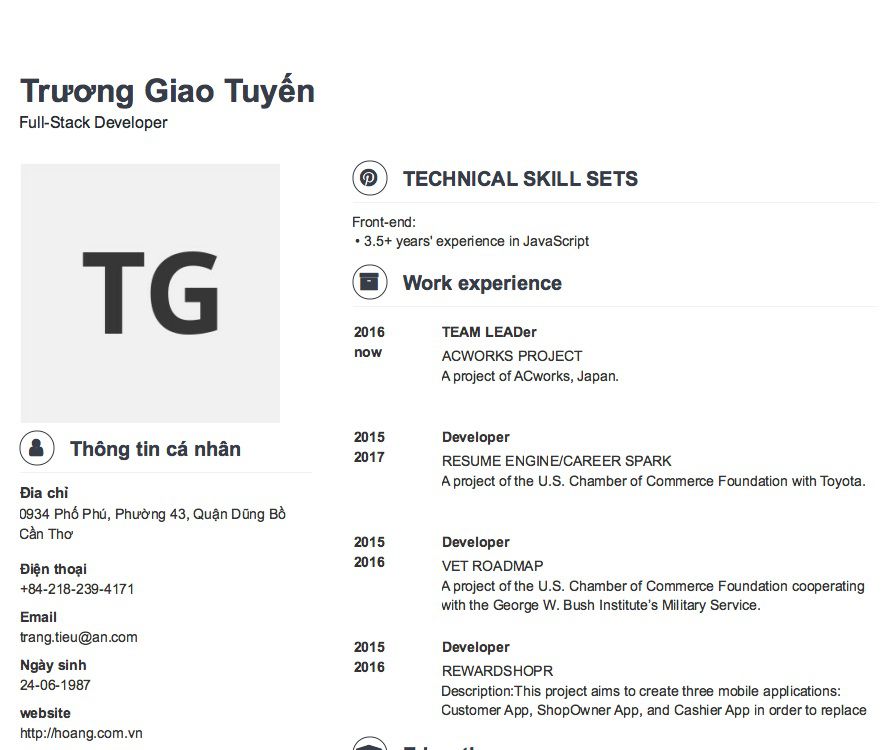 Trương Giao Tuyến
Full-Stack Developer
TG
Thông tin cá nhân
Đia chỉ
0934 Phố Phú, Phường 43, Quận Dũng Bồ
Cần Thơ
Điện thoại
+84-218-239-4171
Email
trang.tieu@an.com
Ngày sinh
24-06-1987
website
http://hoang.com.vn
TECHNICAL SKILL SETS
Front-end:
• 3.5+ years' experience in JavaScript
Work experience
2016
now
TEAM LEADer
ACWORKS PROJECT
A project of ACworks, Japan.
2015
2017
Developer
RESUME ENGINE/CAREER SPARK
A project of the U.S. Chamber of Commerce Foundation with Toyota.
2015
2016
Developer
VET ROADMAP
A project of the U.S. Chamber of Commerce Foundation cooperating
with the George W. Bush Institute's Military Service.
2015
2016
Developer
REWARDSHOPR
Description:This project aims to create three mobile applications:
Customer App, ShopOwner App, and Cashier App in order to replace